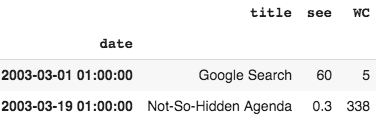 title see WC
date
2003-03-01 01:00:00 Google Search 60 5
2003-03-19 01:00:00 Not-So-Hidden Agenda 0.3 338